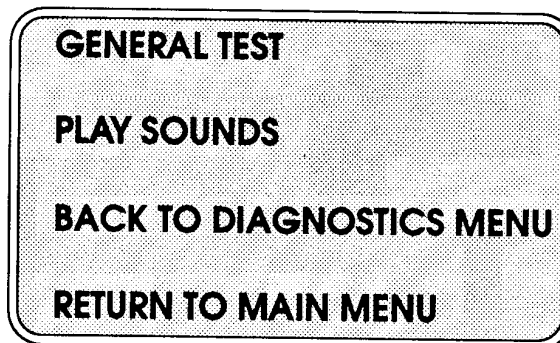 GENERAL TEST
PLAY SOUNDS
BACK TO DIAGNOSTICS MENU
RETURN TO MAIN MENU